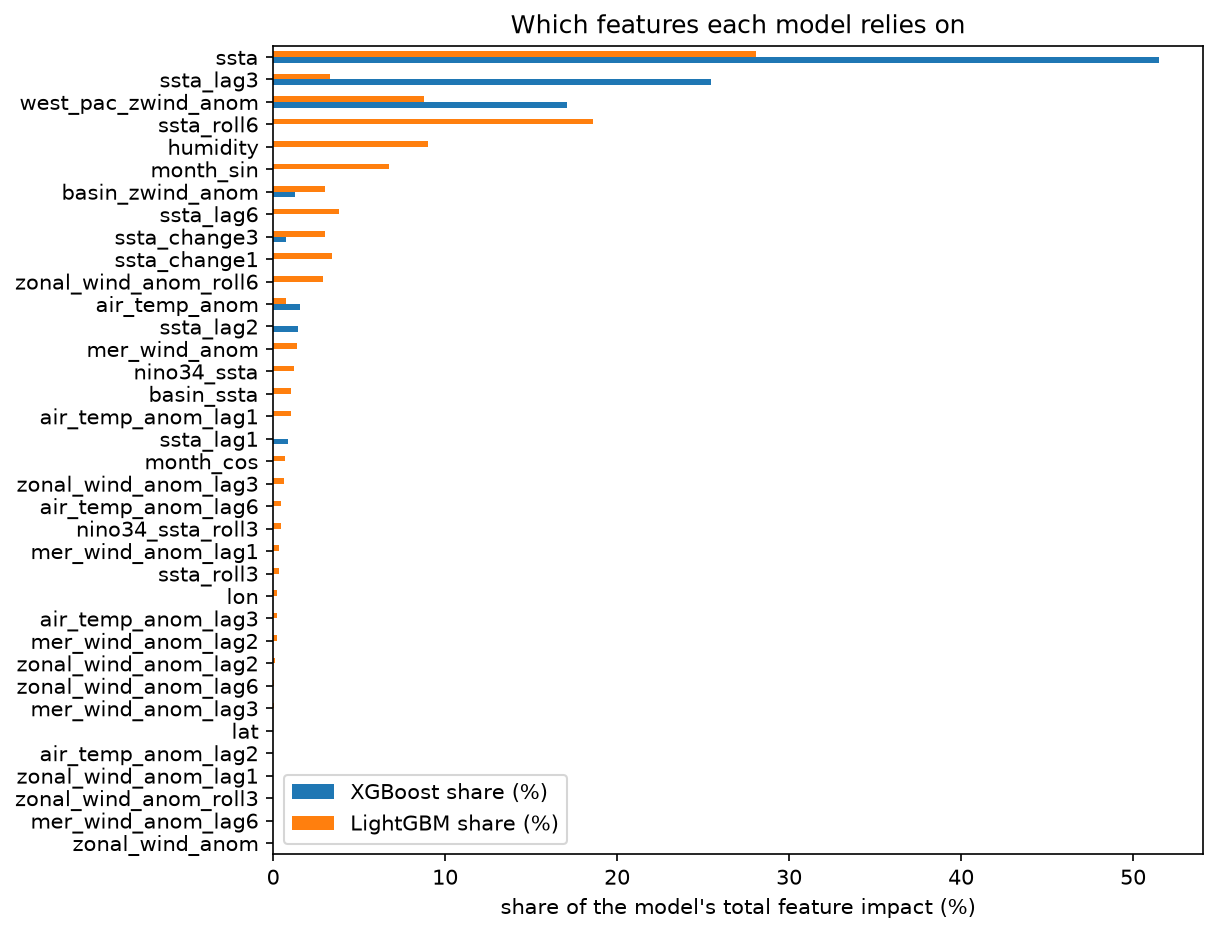 Which features each model relies on
ssta
ssta_lag3
west_pac_zwind_anom
ssta_roll6
humidity
month_sin
basin_zwind_anom
ssta_lag6
ssta_change3
ssta_change1
zonal_wind_anom_roll6
air_temp_anom
ssta_lag2
mer_wind_anom
nino34_ssta
basin_ssta
air_temp_anom_lag1
ssta_lag1
month_cos
zonal_wind_anom_lag3
air_temp_anom_lag6
nino34_ssta_roll3
mer_wind_anom_lag1
ssta_roll3
lon
air_temp_anom_lag3
mer_wind_anom_lag2
zonal_wind_anom_lag2
zonal_wind_anom_lag6
mer_wind_anom_lag3
lat
air_temp_anom_lag2
zonal_wind_anom_lag1
zonal_wind_anom_roll3
mer_wind_anom_lag6
zonal_wind_anom
XGBoost share (%)
LightGBM share (%)
0 10 20 30 40 50
share of the model's total feature impact (%)